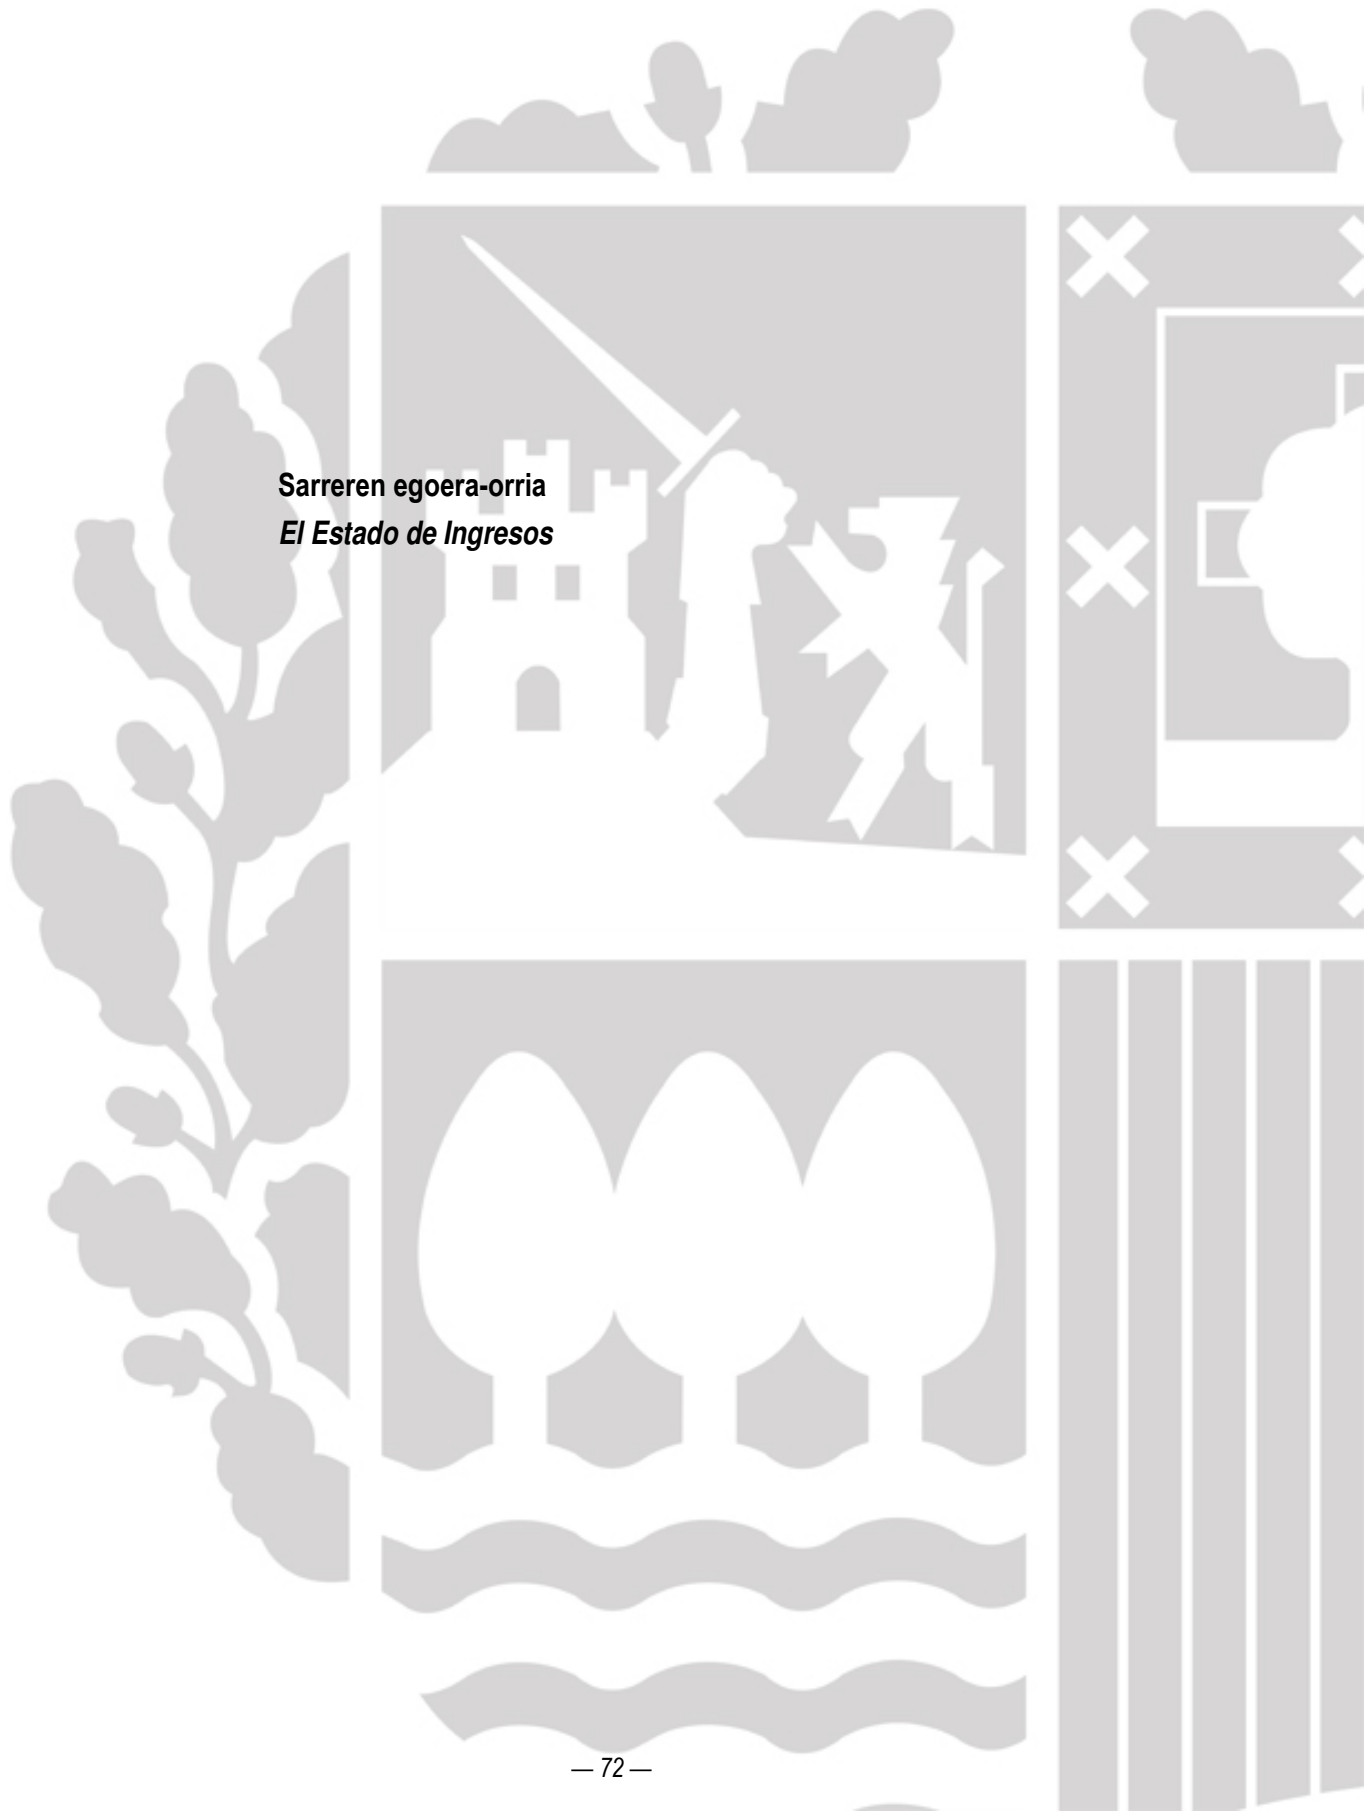 Sarreren egoera-orria
El Estado de Ingresos
— 72 —